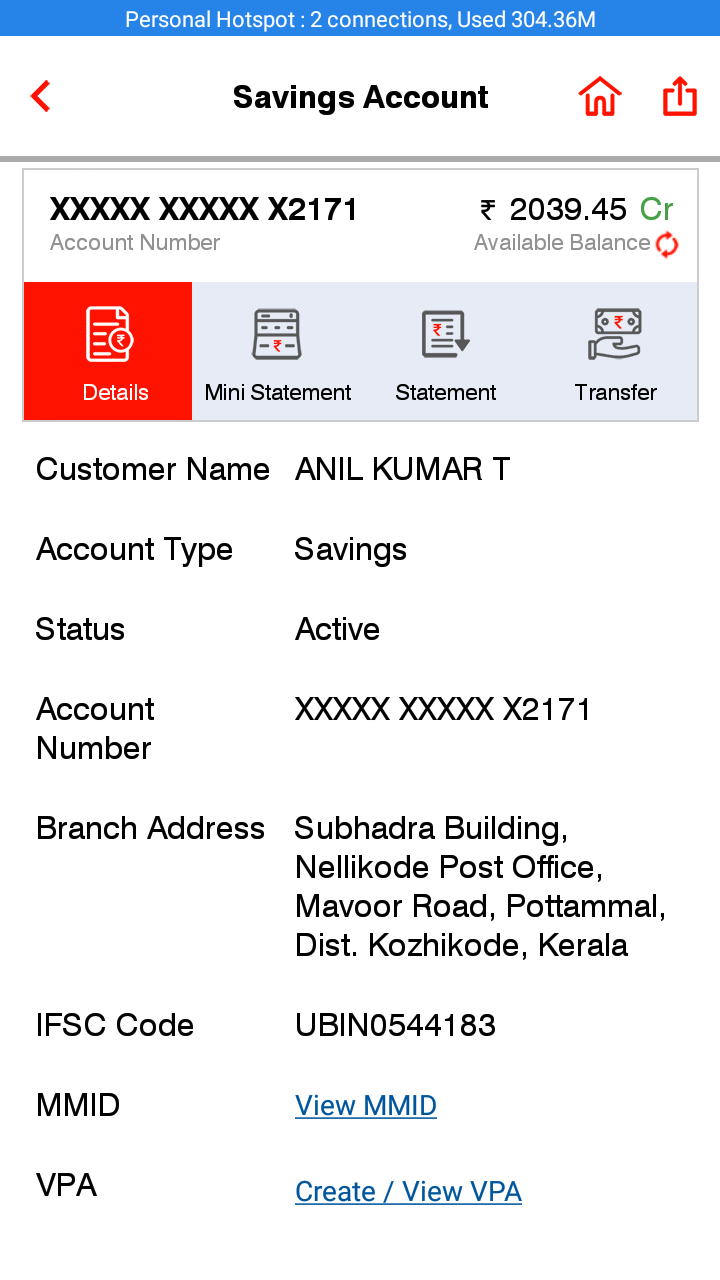 Personal Hotspot : 2 connections, Used 304.36M
Savings Account
XXXXX XXXXX X2171 ₹ 2039.45 Cr
Account Number Available Balance
Details Mini Statement Statement Transfer
Customer Name ANIL KUMAR T
Account Type Savings
Status Active
Account XXXXX XXXXX X2171
Number
Branch Address Subhadra Building,
Nellikode Post Office,
Mavoor Road, Pottammal,
Dist. Kozhikode, Kerala
IFSC Code UBIN0544183
MMID View MMID
VPA Create / View VPA